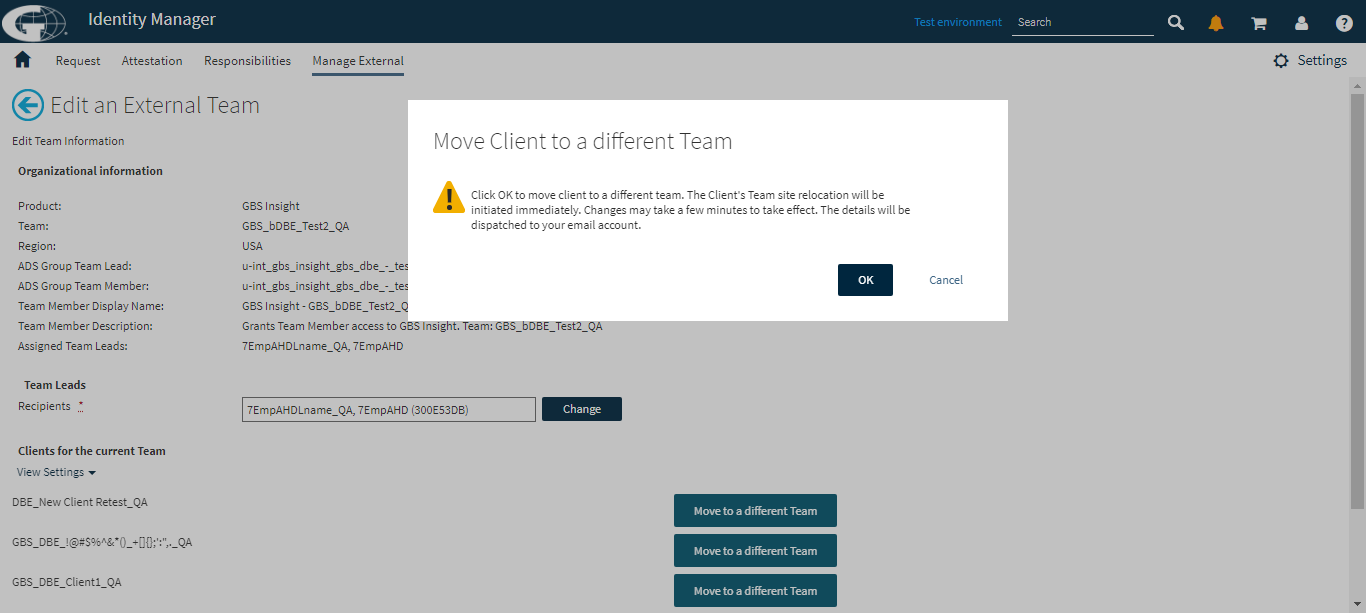 Identity Manager
Test environment
Search
Request
Attestation
Responsibilities
Manage External
Settings
Edit an External Team
Edit Team Information
Organizational information
Product: GBS Insight
Team: GBS_bDBE_Test2_QA
Region: USA
ADS Group Team Lead: u-int_gbs_insight_gbs_dbe_-_tes
ADS Group Team Member: u-int_gbs_insight_gbs_dbe_-_tes
Team Member Display Name: GBS Insight - GBS_bDBE_Test2_Q
Team Member Description: Grants Team Member access to GBS Insight. Team: GBS_bDBE_Test2_QA
Assigned Team Leads: 7EmpAHDLname_QA, 7EmpAHD
Move Client to a different Team
Click OK to move client to a different team. The Client's Team site relocation will be
initiated immediately. Changes may take a few minutes to take effect. The details will be
dispatched to your email account.
OK
Cancel
Team Leads
Recipients *
7EmpAHDLname_QA, 7EmpAHD (300E53DB)
Change
Clients for the current Team
View Settings
DBE_New Client Retest_QA
Move to a different Team
GBS_DBE_!@#$%^&*()_+[]{};':",._QA
Move to a different Team
GBS_DBE_Client1_QA
Move to a different Team